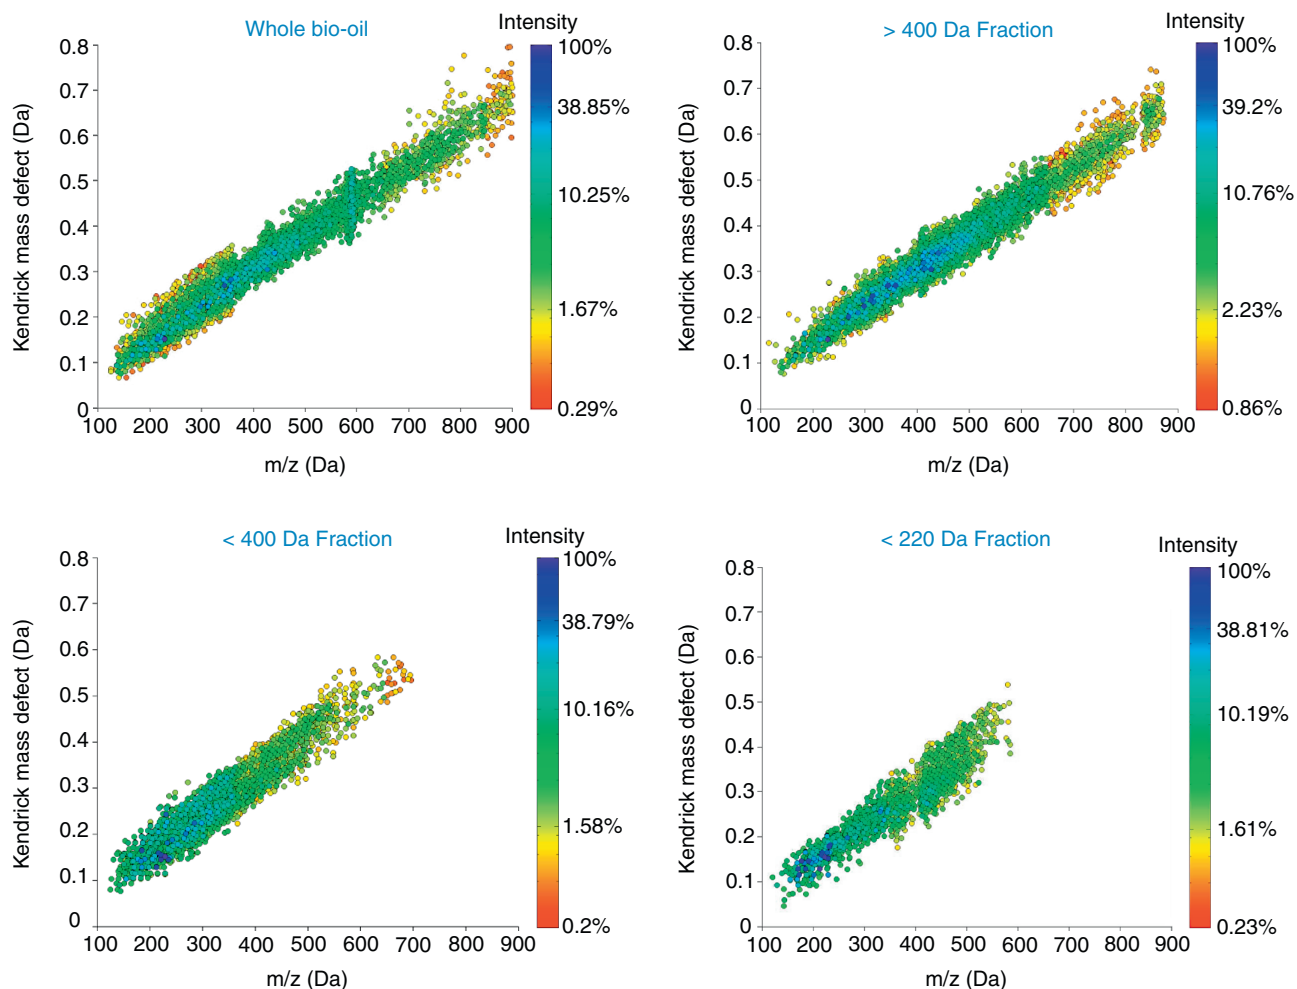 Whole bio-oil
Intensity
0.8
0.7
0.6
0.5
0.4
0.3
0.2
0.1
0
Kendrick mass defect (Da)
100 200 300 400 500 600 700 800 900
m/z (Da)
100%
38.85%
10.25%
1.67%
0.29%
> 400 Da Fraction
Intensity
0.8
0.7
0.6
0.5
0.4
0.3
0.2
0.1
0
Kendrick mass defect (Da)
100 200 300 400 500 600 700 800 900
m/z (Da)
100%
39.2%
10.76%
2.23%
0.86%
< 400 Da Fraction
Intensity
0.8
0.7
0.6
0.5
0.4
0.3
0.2
0.1
0
Kendrick mass defect (Da)
100 200 300 400 500 600 700 800 900
m/z (Da)
100%
38.79%
10.16%
1.58%
0.2%
< 220 Da Fraction
Intensity
0.8
0.7
0.6
0.5
0.4
0.3
0.2
0.1
0
Kendrick mass defect (Da)
100 200 300 400 500 600 700 800 900
m/z (Da)
100%
38.81%
10.19%
1.61%
0.23%